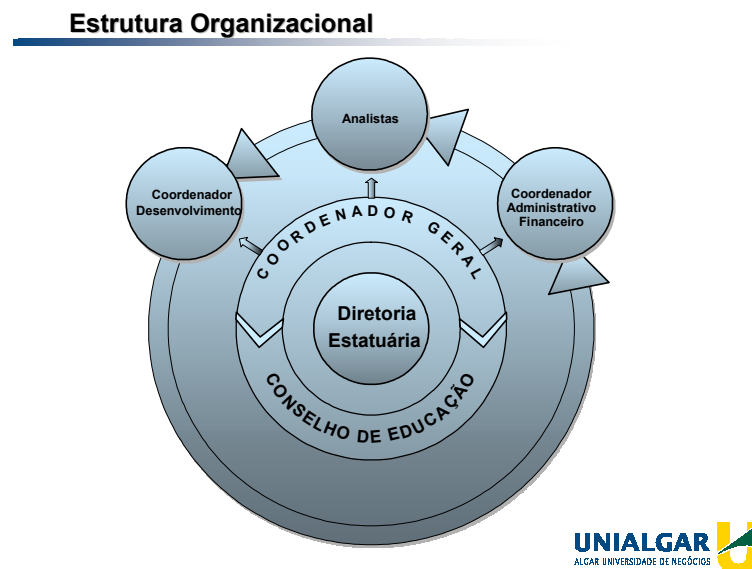 Estrutura Organizacional
Analistas
Coordenador
Desenvolvimento
Coordenador
Administrativo
Financeiro
COORDENADOR GERAL
Diretoria
Estatuária
CONSELHO DE EDUCAÇÃO
UNIALGAR
ALGAR UNIVERSIDADE DE NEGÓCIOS